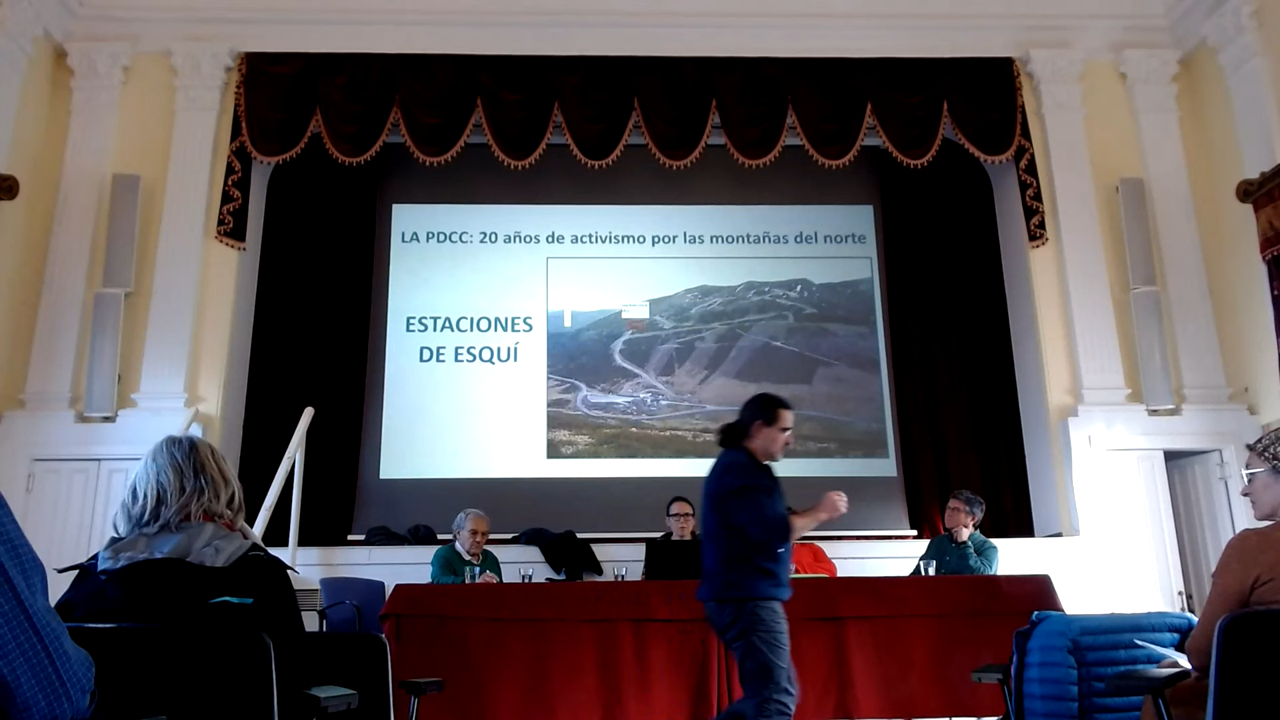 LA PDCC: 20 años de activismo por las montañas del norte
ESTACIONES
DE ESQUÍ